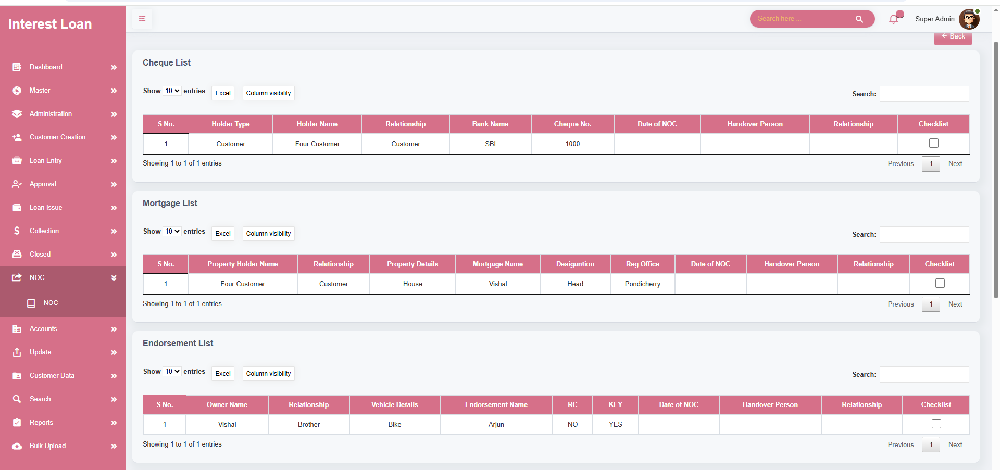 Interest Loan
Search here ...
Super Admin
Back
Dashboard
Master
Administration
Customer Creation
Loan Entry
Approval
Loan Issue
Collection
Closed
NOC
NOC
Accounts
Update
Customer Data
Search
Reports
Bulk Upload
Cheque List
Show 10 entries Excel Column visibility Search:
S No. Holder Type Holder Name Relationship Bank Name Cheque No. Date of NOC Handover Person Relationship Checklist
1 Customer Four Customer Customer SBI 1000
Showing 1 to 1 of 1 entries Previous 1 Next
Mortgage List
Show 10 entries Excel Column visibility Search:
S No. Property Holder Name Relationship Property Details Mortgage Name Desigantion Reg Office Date of NOC Handover Person Relationship Checklist
1 Four Customer Customer House Vishal Head Pondicherry
Showing 1 to 1 of 1 entries Previous 1 Next
Endorsement List
Show 10 entries Excel Column visibility Search:
S No. Owner Name Relationship Vehicle Details Endorsement Name RC KEY Date of NOC Handover Person Relationship Checklist
1 Vishal Brother Bike Arjun NO YES
Showing 1 to 1 of 1 entries Previous 1 Next